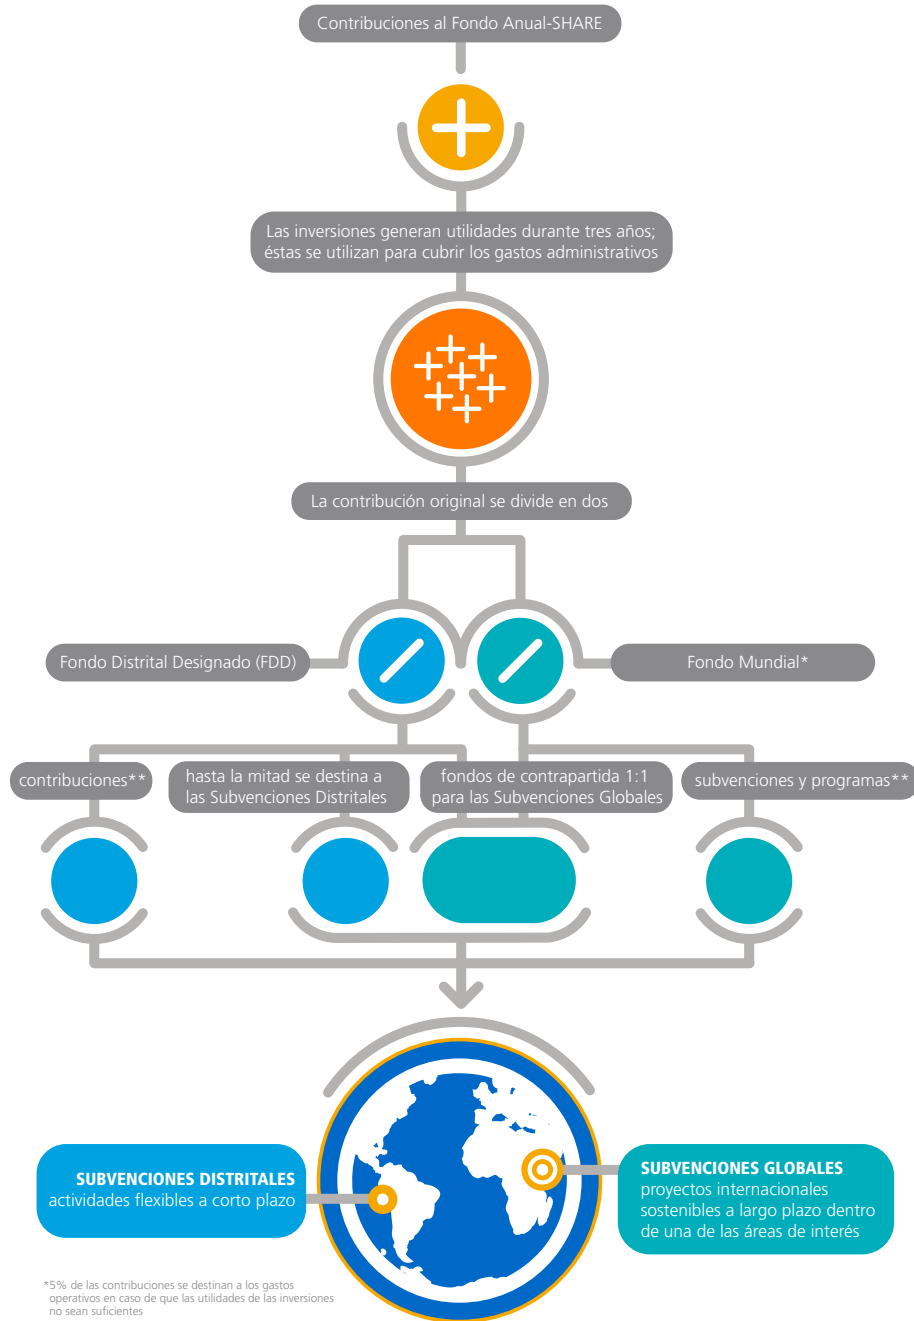 Contribuciones al Fondo Anual-SHARE
Las inversiones generan utilidades durante tres años;
éstas se utilizan para cubrir los gastos administrativos
La contribución original se divide en dos
Fondo Distrital Designado (FDD)
Fondo Mundial*
contribuciones**
hasta la mitad se destina a
las Subvenciones Distritales
fondos de contrapartida 1:1
para las Subvenciones Globales
subvenciones y programas**
SUBVENCIONES DISTRITALES
actividades flexibles a corto plazo
SUBVENCIONES GLOBALES
proyectos internacionales
sostenibles a largo plazo dentro
de una de las áreas de interés
*5% de las contribuciones se destinan a los gastos
operativos en caso de que las utilidades de las inversiones
no sean suficientes